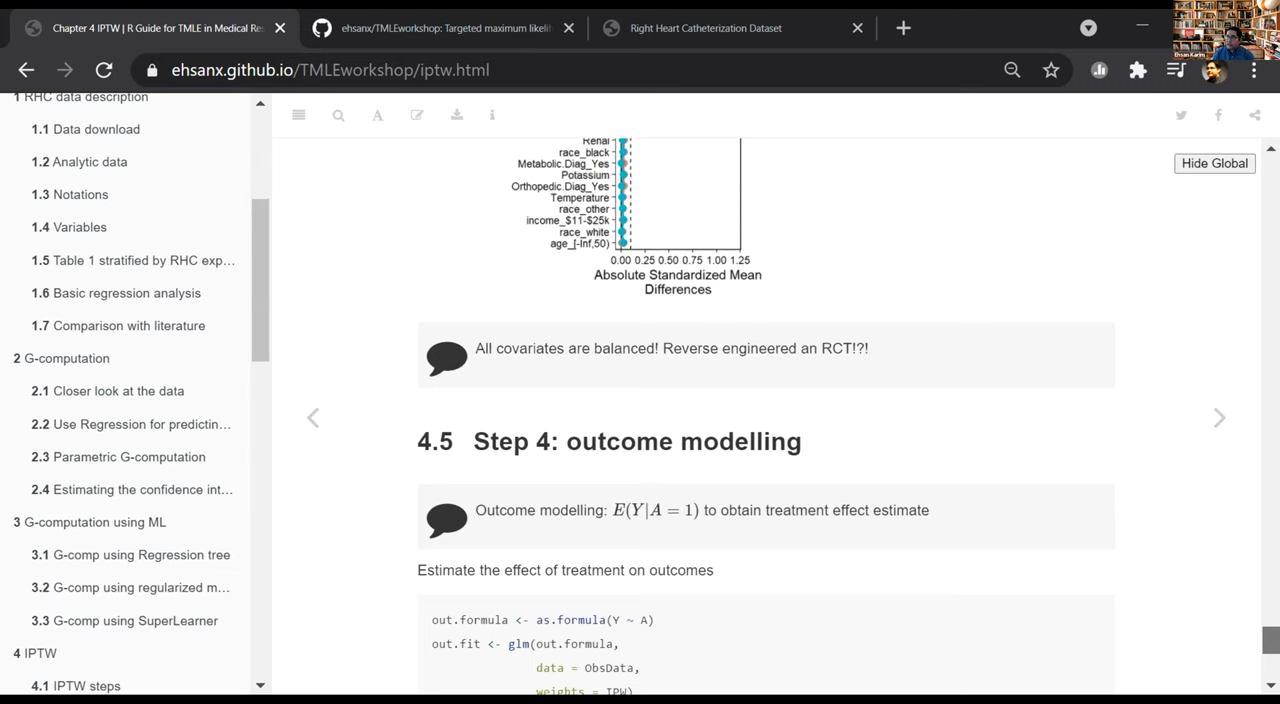 Chapter 4 IPTW | R Guide for TMLE in Medical Re
ehsanx/TMLEworkshop: Targeted maximum likeli
Right Heart Catheterization Dataset
Ehsan Karim
ehsanx.github.io/TMLEworkshop/iptw.html
1 RHC data description
1.1 Data download
1.2 Analytic data
1.3 Notations
1.4 Variables
1.5 Table 1 stratified by RHC exp…
1.6 Basic regression analysis
1.7 Comparison with literature
2 G-computation
2.1 Closer look at the data
2.2 Use Regression for predictin…
2.3 Parametric G-computation
2.4 Estimating the confidence int…
3 G-computation using ML
3.1 G-comp using Regression tree
3.2 G-comp using regularized m…
3.3 G-comp using SuperLearner
4 IPTW
4.1 IPTW steps
Hide Global
Renal
race_black
Metabolic.Diag_Yes
Potassium
Orthopedic.Diag_Yes
Temperature
race_other
income_$11-$25k
race_white
age_[-Inf,50)
0.00 0.25 0.50 0.75 1.00 1.25
Absolute Standardized Mean
Differences
All covariates are balanced! Reverse engineered an RCT!?!
4.5 Step 4: outcome modelling
Outcome modelling: E(Y|A = 1) to obtain treatment effect estimate
Estimate the effect of treatment on outcomes
out.formula <- as.formula(Y ~ A)
out.fit <- glm(out.formula,
data = ObsData,
weights = IPW)